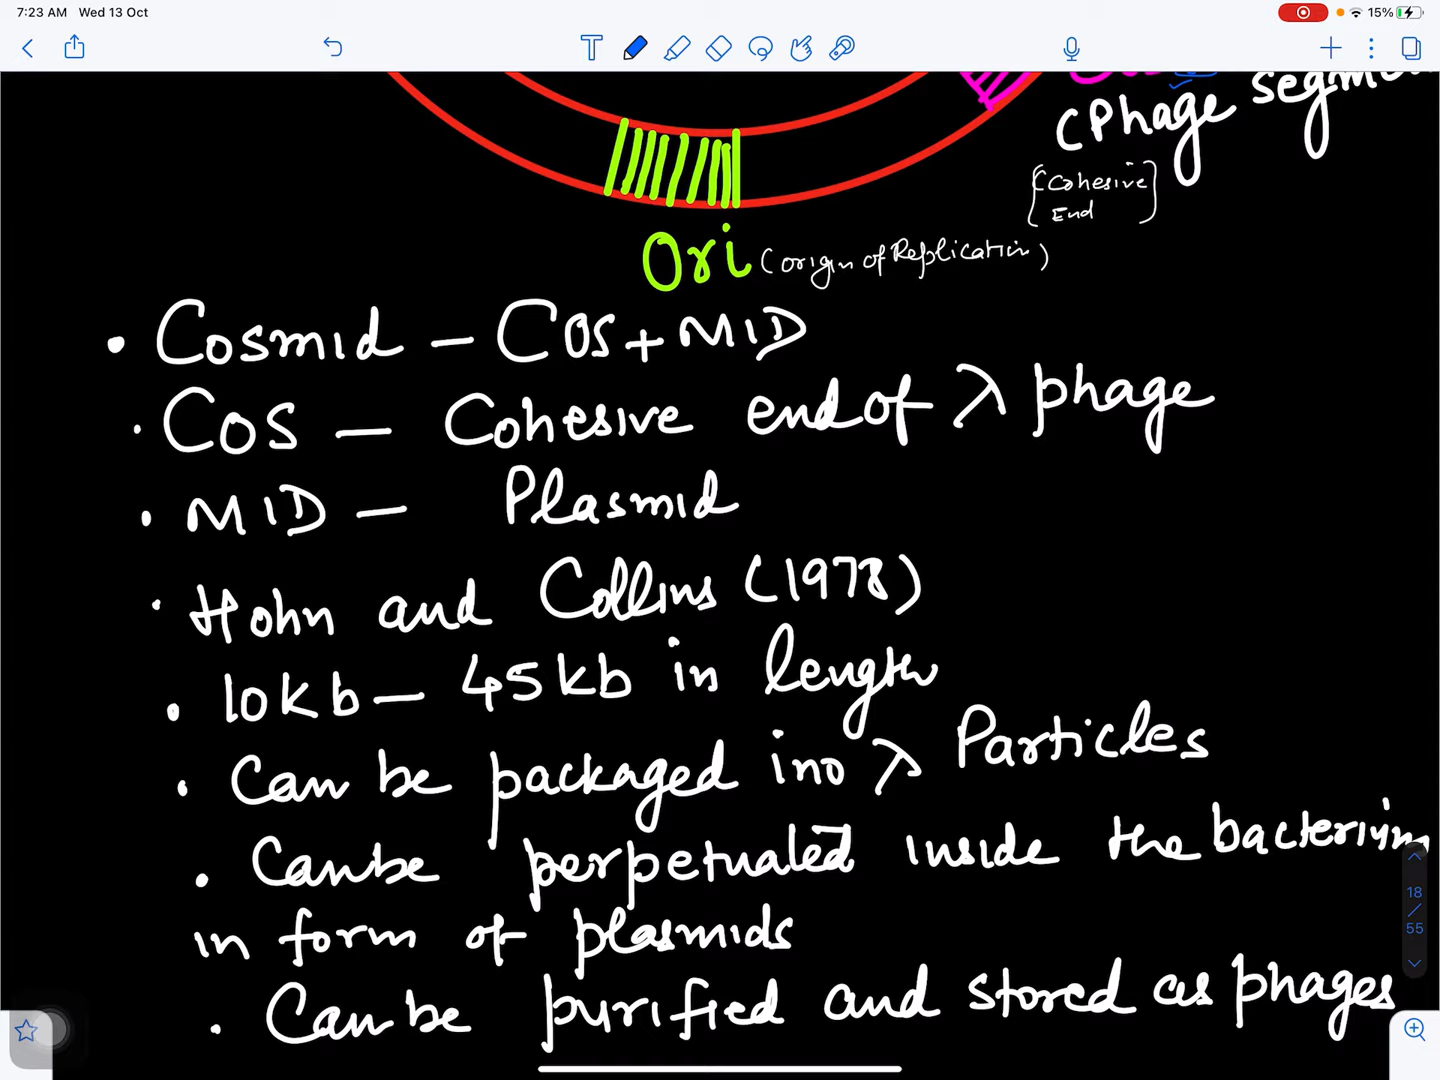 7:23 AM Wed 13 Oct
15%
T
(Phage segme
(Cohesive
End
Ori (origin of Replication)
• Cosmid – COS+MID
• COS – Cohesive end of λ phage
• MID – Plasmid
• Hohn and Collins (1978)
• 10kb – 45kb in length
• Can be packaged ino λ Particles
• Can be perpetuated inside the bacterium
in form of plasmids
• Can be purified and stored as phages
18
/
55